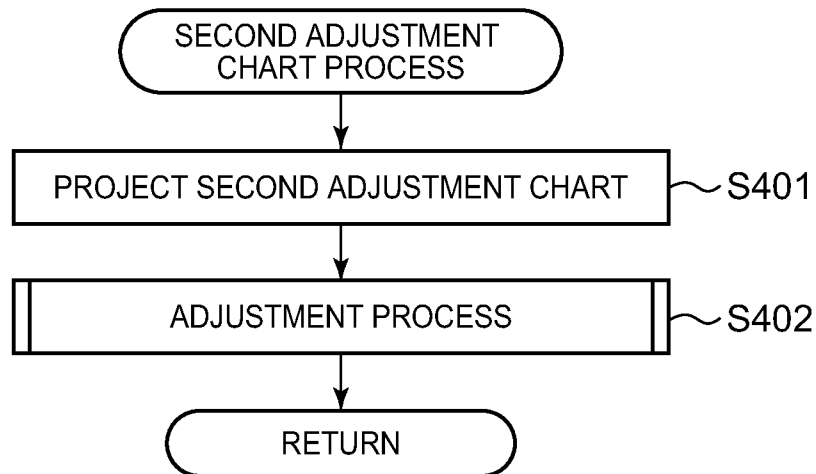 SECOND ADJUSTMENT
CHART PROCESS
PROJECT SECOND ADJUSTMENT CHART
S401
ADJUSTMENT PROCESS
S402
RETURN